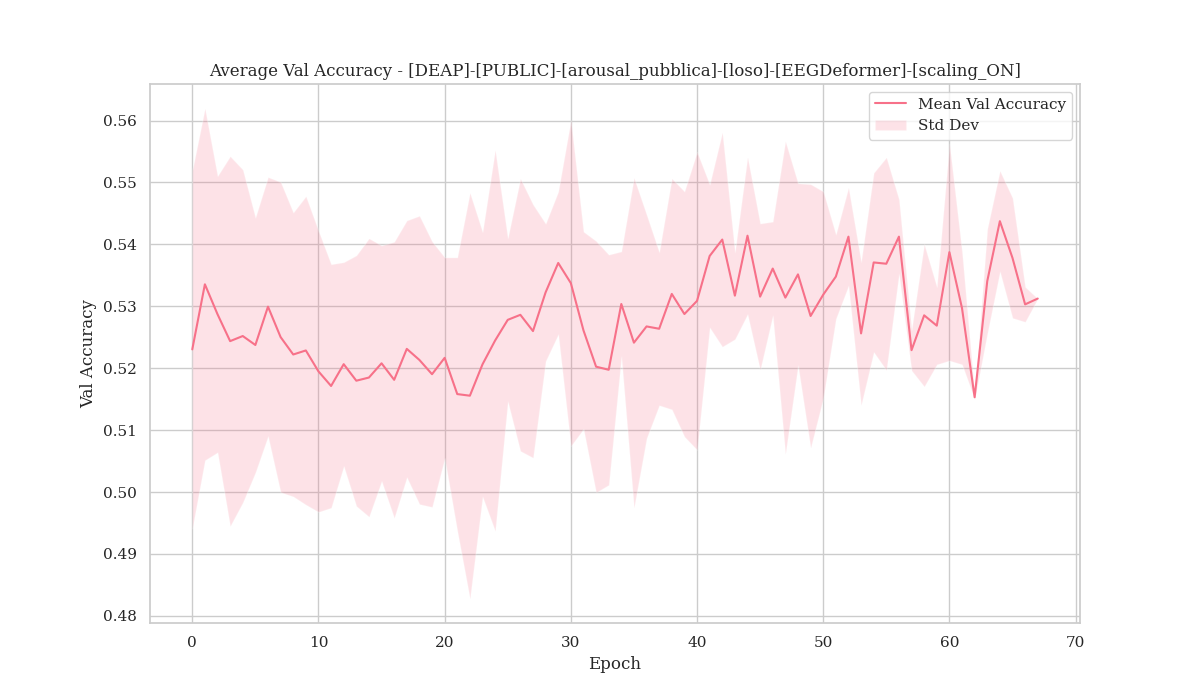 Average Val Accuracy - [DEAP]-[PUBLIC]-[arousal_pubblica]-[loso]-[EEGDeformer]-[scaling_ON]
Mean Val Accuracy
Std Dev
0.56
0.55
0.54
0.53
0.52
0.51
0.50
0.49
0.48
Val Accuracy
0 10 20 30 40 50 60 70
Epoch